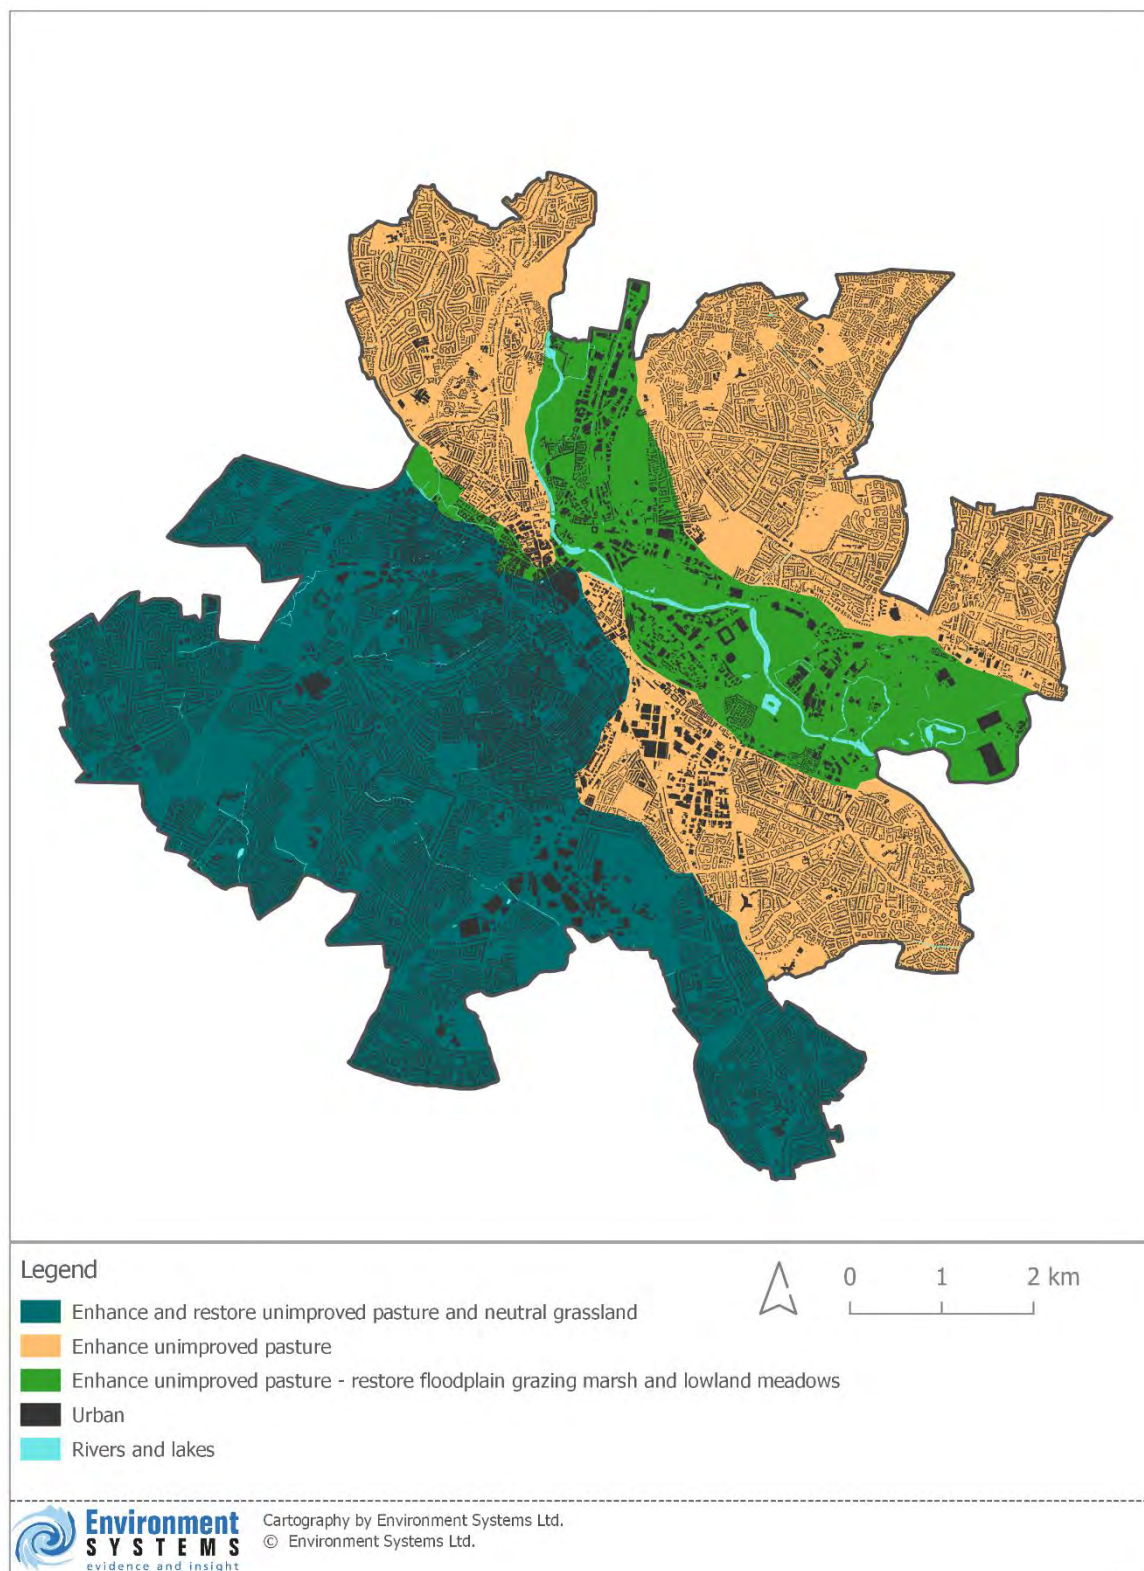 Legend
Enhance and restore unimproved pasture and neutral grassland
Enhance unimproved pasture
Enhance unimproved pasture - restore floodplain grazing marsh and lowland meadows
Urban
Rivers and lakes
0 1 2 km
Environment
SYSTEMS
evidence and insight
Cartography by Environment Systems Ltd.
© Environment Systems Ltd.